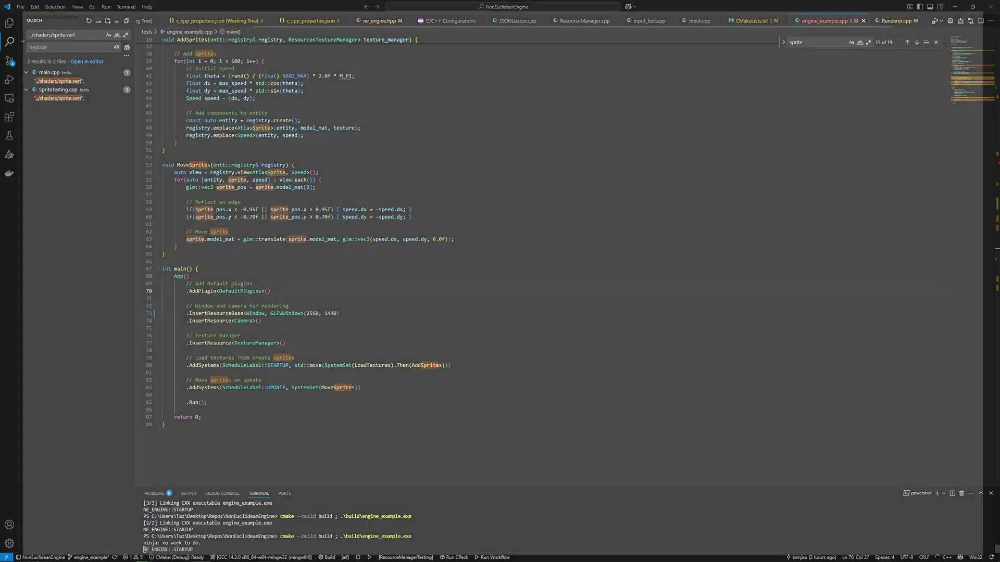 File Edit Selection View Go Run Terminal Help
NonEuclideanEngine
SEARCH
../shaders/sprite.vert
Aa ab
Replace
AB
2 results in 2 files - Open in editor
main.cpp tests 1
"../shaders/sprite.vert",
SpriteTesting.cpp tests 1
"../shaders/sprite.vert",
ng Tree) c_cpp_properties.json (Working Tree) 2 c_cpp_properties.json 2 ne_engine.hpp M C/C++ Configurations JSONLoader.cpp ResourceManager.cpp input_test.cpp Input.cpp CMakeLists.txt 1, M engine_example.cpp 1, M Renderer.cpp M
tests > engine_example.cpp > main()
sprite Aa ab 15 of 19
19 void AddSprites(entt::registry& registry, Resource<TextureManager> texture_manager) {
37
38 // Add sprites
39 for(int i = 0; i < 100; i++) {
40 // Initial speed
41 float theta = (rand() / (float) RAND_MAX) * 2.0f * M_PI;
42 float dx = max_speed * std::cos(theta);
43 float dy = max_speed * std::sin(theta);
44 Speed speed = {dx, dy};
45
46 // Add components to entity
47 const auto entity = registry.create();
48 registry.emplace<AtlasSprite>(entity, model_mat, texture);
49 registry.emplace<Speed>(entity, speed);
50 }
51 }
52
53 void MoveSprites(entt::registry& registry) {
54 auto view = registry.view<AtlasSprite, Speed>();
55 for(auto [entity, sprite, speed] : view.each()) {
56 glm::vec3 sprite_pos = sprite.model_mat[3];
57
58 // Reflect on edge
59 if(sprite_pos.x < -0.95f || sprite_pos.x > 0.95f) { speed.dx = -speed.dx; }
60 if(sprite_pos.y < -0.70f || sprite_pos.y > 0.70f) { speed.dy = -speed.dy; }
61
62 // Move sprite
63 sprite.model_mat = glm::translate(sprite.model_mat, glm::vec3(speed.dx, speed.dy, 0.0f));
64 }
65 }
66
67 int main() {
68 App()
69 // Add default plugins
70 .AddPlugin<DefaultPlugins>()
71
72 // Window and camera for rendering
73 .InsertResourceBase<Window, GLFWWindow>(2560, 1440)
74 .InsertResource<Camera>()
75
76 // Texture manager
77 .InsertResource<TextureManager>()
78
79 // Load textures THEN create sprites
80 .AddSystems(ScheduleLabel::STARTUP, std::move(SystemSet(LoadTextures).Then(AddSprites)))
81
82 // Move sprites on update
83 .AddSystems(ScheduleLabel::UPDATE, SystemSet(MoveSprites))
84
85 .Run();
86
87 return 0;
88 }
PROBLEMS 6 OUTPUT DEBUG CONSOLE TERMINAL PORTS
powershell
[3/3] Linking CXX executable engine_example.exe
NE_ENGINE::STARTUP
PS C:\Users\Taz\Desktop\Repos\NonEuclideanEngine> cmake --build build ; .\build\engine_example.exe
[2/2] Linking CXX executable engine_example.exe
NE_ENGINE::STARTUP
PS C:\Users\Taz\Desktop\Repos\NonEuclideanEngine> cmake --build build ; .\build\engine_example.exe
ninja: no work to do.
NE_ENGINE::STARTUP
NonEuclideanEngine engine_example* 1 5 CMake: [Debug]: Ready [GCC 14.2.0 x86_64-w64-mingw32 (mingw64)] Build [all] [ResourceManagerTesting] Run CPack Run Workflow benjisu (2 hours ago) Ln 70, Col 37 Spaces: 4 UTF-8 CRLF C++ Win32